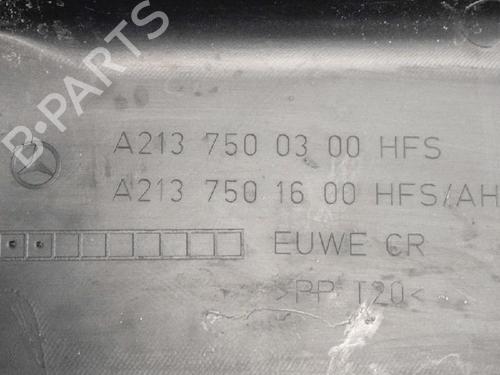 B-PARTS
A213 750 03 00 HFS
A213 750 16 00 HFS/AH
EUWE CR
>PP T20<